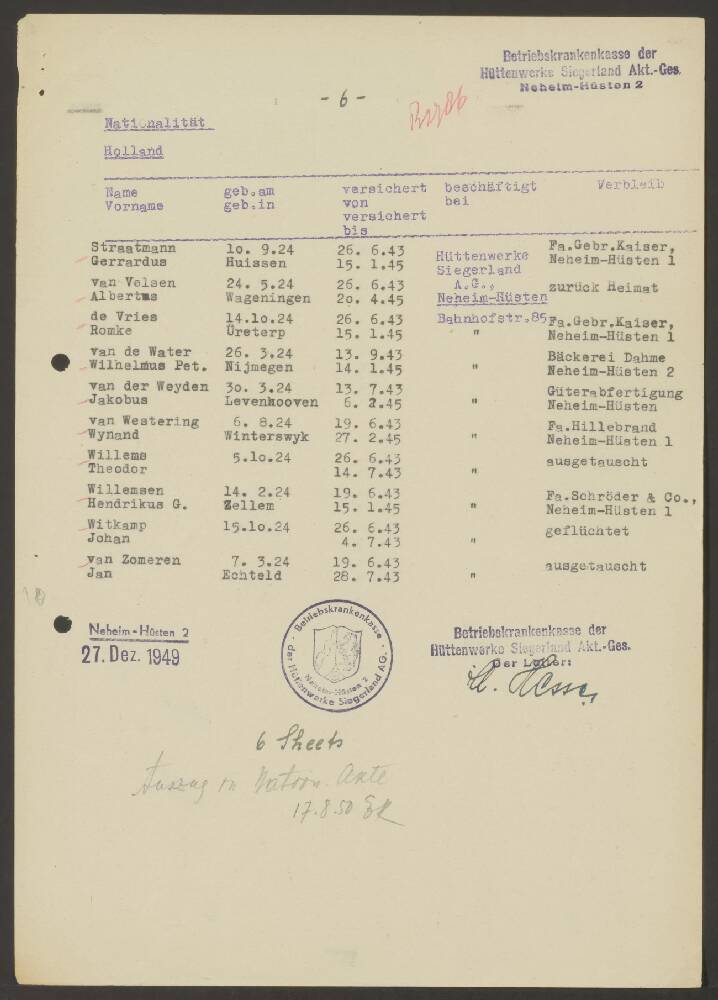 Betriebskrankenkasse der
Hüttenwerke Siegerland Akt.-Ges.
Neheim-Hüsten 2
- 6 -
Nationalität
Holland
Name geb.am versichert beschäftigt Verbleib
Vorname geb.in von bei
versichert
bis
Straatmann 10. 9.24 26. 6.43 Hüttenwerke Fa.Gebr.Kaiser,
Gerrardus Huissen 15. 1.45 Siegerland Neheim-Hüsten 1
van Velsen 24. 5.24 26. 6.43 A.G., zurück Heimat
Albertus Wageningen 20. 4.45 Neheim-Hüsten
de Vries 14.10.24 26. 6.43 Bahnhofstr.85 Fa.Gebr.Kaiser,
Romke Üreterp 15. 1.45 " Neheim-Hüsten 1
van de Water 26. 3.24 13. 9.43 Bäckerei Dahme
Wilhelmus Pet. Nijmegen 14. 1.45 " Neheim-Hüsten 2
van der Weyden 30. 3.24 13. 7.43 Güterabfertigung
Jakobus Levenhooven 6. 2.45 " Neheim-Hüsten
van Westering 6. 8.24 19. 6.43 Fa.Hillebrand
Wynand Winterswyk 27. 2.45 " Neheim-Hüsten 1
Willems 5.10.24 26. 6.43 ausgetauscht
Theodor 14. 7.43 "
Willemsen 14. 2.24 19. 6.43 Fa.Schröder & Co.,
Hendrikus G. Zellem 15. 1.45 " Neheim-Hüsten 1
Witkamp 15.10.24 26. 6.43 geflüchtet
Johan 4. 7.43 "
van Zomeren 7. 3.24 19. 6.43 ausgetauscht
Jan Echteld 28. 7.43 "
Neheim-Hüsten 2
27. Dez. 1949
Betriebskrankenkasse
der Hüttenwerke Siegerland AG.
Neheim-Hüsten 2
Betriebskrankenkasse der
Hüttenwerke Siegerland Akt.-Ges.
Der Leiter:
6 Sheets
Auszug
Akte
17.8.50